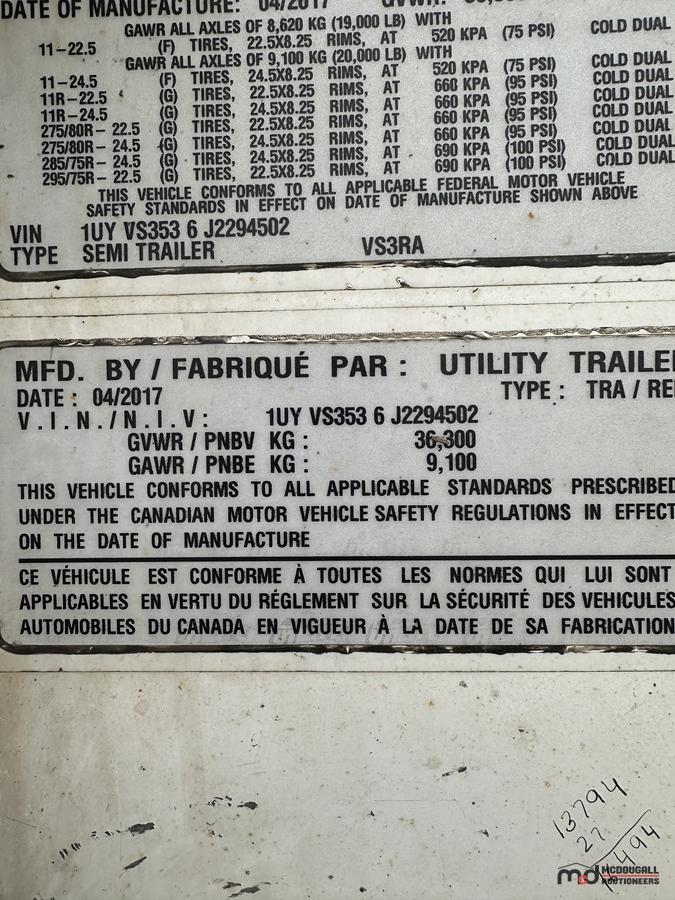 DATE OF MANUFACTURE: 04/2017 GVWR:
GAWR ALL AXLES OF 8,620 KG (19,000 LB) WITH
11-22.5 (F) TIRES, 22.5X8.25 RIMS, AT 520 KPA (75 PSI) COLD DUAL
GAWR ALL AXLES OF 9,100 KG (20,000 LB) WITH
11-24.5 (F) TIRES, 24.5X8.25 RIMS, AT 520 KPA (75 PSI) COLD DUAL
11R-22.5 (G) TIRES, 22.5X8.25 RIMS, AT 660 KPA (95 PSI) COLD DUAL
11R-24.5 (G) TIRES, 24.5X8.25 RIMS, AT 660 KPA (95 PSI) COLD DUAL
275/80R-22.5 (G) TIRES, 22.5X8.25 RIMS, AT 660 KPA (95 PSI) COLD DUAL
275/80R-24.5 (G) TIRES, 24.5X8.25 RIMS, AT 660 KPA (95 PSI) COLD DUAL
285/75R-24.5 (G) TIRES, 24.5X8.25 RIMS, AT 690 KPA (100 PSI) COLD DUAL
295/75R-22.5 (G) TIRES, 22.5X8.25 RIMS, AT 690 KPA (100 PSI) COLD DUAL
THIS VEHICLE CONFORMS TO ALL APPLICABLE FEDERAL MOTOR VEHICLE
SAFETY STANDARDS IN EFFECT ON DATE OF MANUFACTURE SHOWN ABOVE
VIN 1UY VS353 6 J2294502
TYPE SEMI TRAILER VS3RA
MFD. BY / FABRIQUÉ PAR : UTILITY TRAILE
DATE : 04/2017 TYPE : TRA / RE
V.I.N./N.I.V: 1UY VS353 6 J2294502
GVWR / PNBV KG : 36,300
GAWR / PNBE KG : 9,100
THIS VEHICLE CONFORMS TO ALL APPLICABLE STANDARDS PRESCRIBED
UNDER THE CANADIAN MOTOR VEHICLE SAFETY REGULATIONS IN EFFECT
ON THE DATE OF MANUFACTURE
CE VÉHICULE EST CONFORME À TOUTES LES NORMES QUI LUI SONT
APPLICABLES EN VERTU DU RÉGLEMENT SUR LA SÉCURITÉ DES VEHICULES
AUTOMOBILES DU CANADA EN VIGUEUR À LA DATE DE SA FABRICATION
13794
27
md MCDOUGALL
AUCTIONEERS